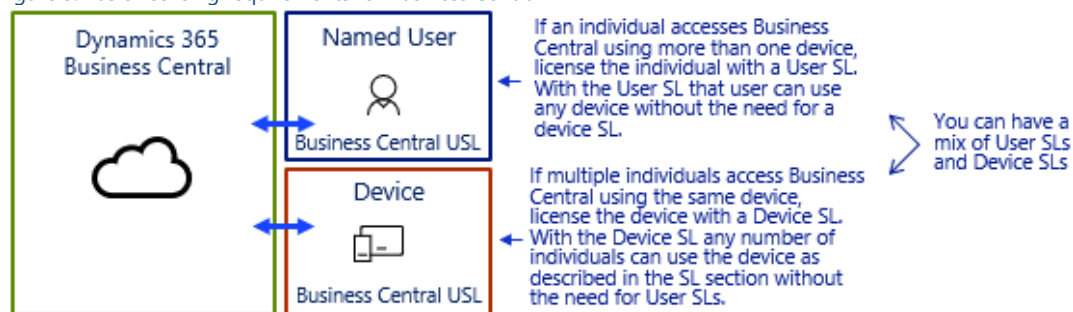 Dynamics 365
Business Central
Named User
Business Central USL
If an individual accesses Business
Central using more than one device,
license the individual with a User SL.
With the User SL that user can use
any device without the need for a
device SL.
Device
Business Central USL
If multiple individuals access Business
Central using the same device,
license the device with a Device SL.
With the Device SL any number of
individuals can use the device as
described in the SL section without
the need for User SLs.
You can have a
mix of User SLs
and Device SLs